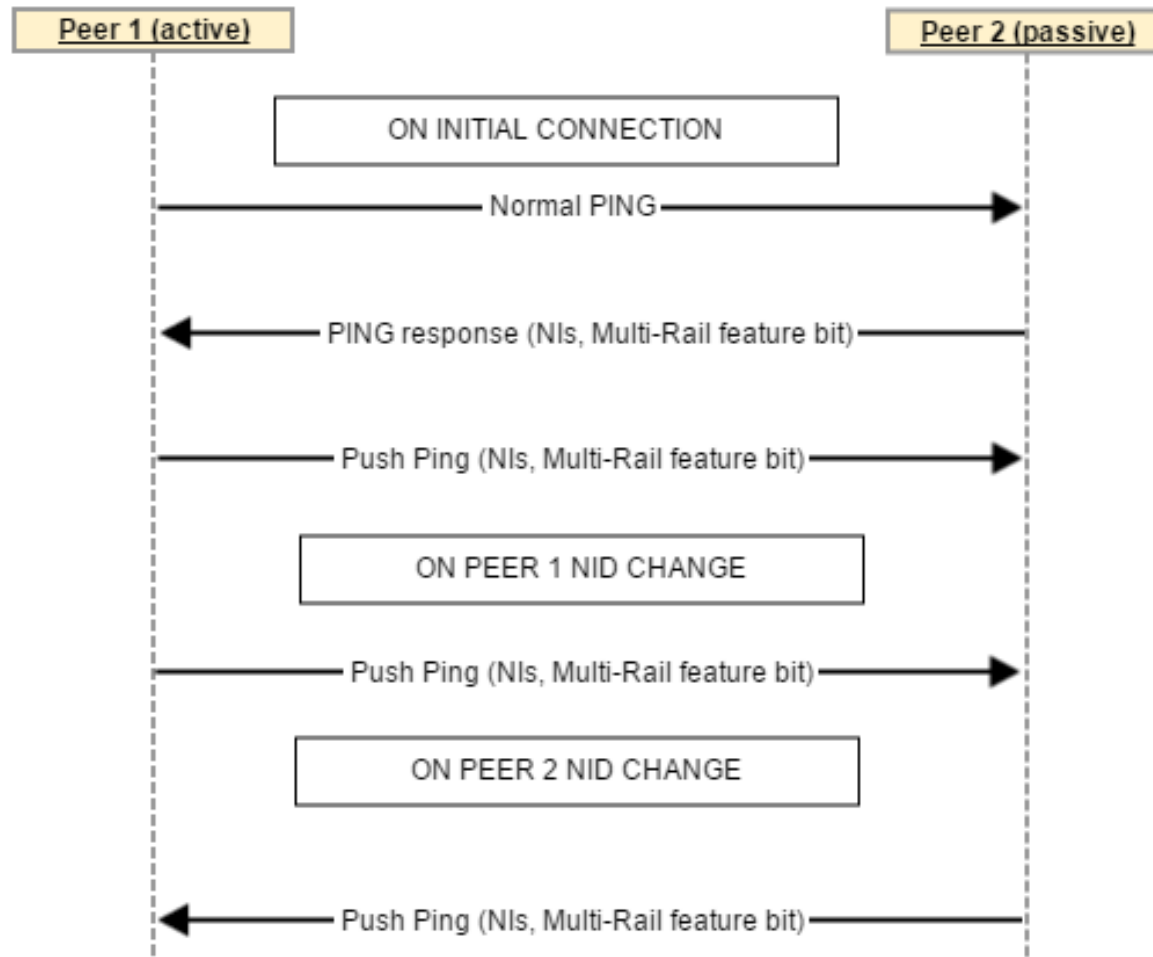 Peer 1 (active)
Peer 2 (passive)
ON INITIAL CONNECTION
Normal PING
PING response (NIs, Multi-Rail feature bit)
Push Ping (NIs, Multi-Rail feature bit)
ON PEER 1 NID CHANGE
Push Ping (NIs, Multi-Rail feature bit)
ON PEER 2 NID CHANGE
Push Ping (NIs, Multi-Rail feature bit)